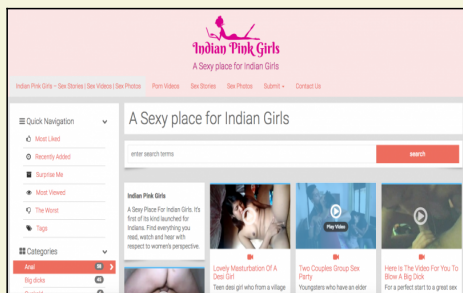 Indian Pink Girls
A Sexy place for Indian Girls
Indian Pink Girls – Sex Stories | Sex Videos | Sex Photos Porn Videos Sex Stories Sex Photos Submit Contact Us
Quick Navigation
Most Liked
Recently Added
Surprise Me
Most Viewed
The Worst
Tags
Categories
Anal
Big dicks
A Sexy place for Indian Girls
enter search terms
search
Indian Pink Girls
A Sexy Place For Indian Girls. It's
first of its kind launched for
Indians. Find everything you
read, watch and hear with
respect to women's perspective.
Lovely Masturbation Of A
Desi Girl
Teen desi girl who from a village
Play Video
Two Couples Group Sex
Party
Youngsters who have an elder
Here Is The Video For You To
Blow A Big Dick
For a perfect start to a great sex